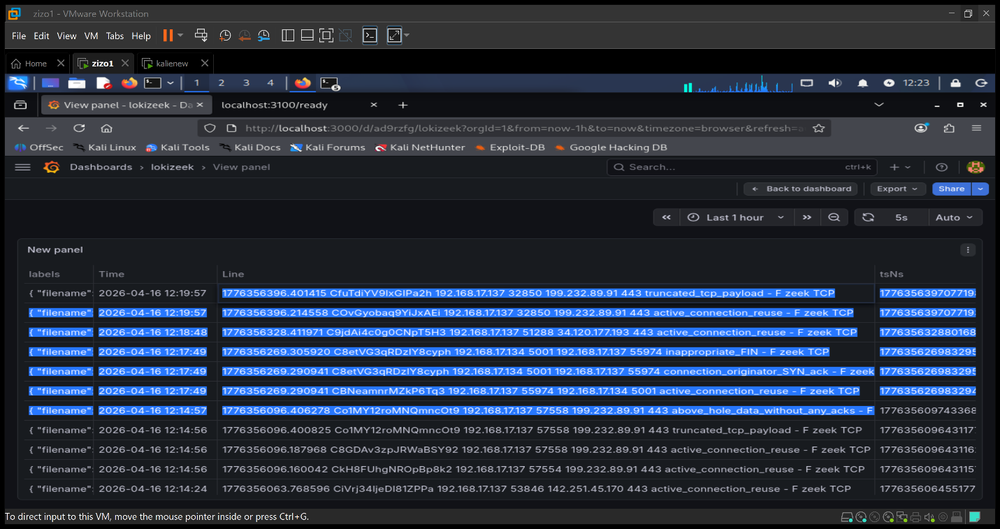 zizo1 - VMware Workstation
File Edit View VM Tabs Help
Home zizo1 kalienew
1 2 3 4 5 12:23
View panel - lokizeek - Da localhost:3100/ready
http://localhost:3000/d/ad9rzfg/lokizeek?orgId=1&from=now-1h&to=now&timezone=browser&refresh=a
OffSec Kali Linux Kali Tools Kali Docs Kali Forums Kali NetHunter Exploit-DB Google Hacking DB
Dashboards › lokizeek › View panel Search... ctrl+k
Back to dashboard Export Share
Last 1 hour 5s Auto
New panel
labels Time Line tsNs
{ "filename": 2026-04-16 12:19:57 1776356396.401415 CfuTdiYV9lxGIPa2h 192.168.17.137 32850 199.232.89.91 443 truncated_tcp_payload - F zeek TCP 177635639707719
{ "filename": 2026-04-16 12:19:57 1776356396.214558 COvGyobaq9YiJxAEi 192.168.17.137 32850 199.232.89.91 443 active_connection_reuse - F zeek TCP 177635639707719
{ "filename": 2026-04-16 12:18:48 1776356328.411971 C9jdAi4c0g0CNpT5H3 192.168.17.137 51288 34.120.177.193 443 active_connection_reuse - F zeek TCP 177635632880168
{ "filename": 2026-04-16 12:17:49 1776356269.305920 C8etVG3qRDzIY8cyph 192.168.17.134 5001 192.168.17.137 55974 inappropriate_FIN - F zeek TCP 177635626983295
{ "filename": 2026-04-16 12:17:49 1776356269.290941 C8etVG3qRDzIY8cyph 192.168.17.134 5001 192.168.17.137 55974 connection_originator_SYN_ack - F zeek 177635626983295
{ "filename": 2026-04-16 12:17:49 1776356269.290941 CBNeamnrMZkP6Tq3 192.168.17.137 55974 192.168.17.134 5001 active_connection_reuse - F zeek TCP 177635626983294
{ "filename": 2026-04-16 12:14:57 1776356096.406278 Co1MY12roMNQmncOt9 192.168.17.137 57558 199.232.89.91 443 above_hole_data_without_any_acks - F 177635609743368
{ "filename": 2026-04-16 12:14:56 1776356096.400825 Co1MY12roMNQmncOt9 192.168.17.137 57558 199.232.89.91 443 truncated_tcp_payload - F zeek TCP 177635609643117
{ "filename": 2026-04-16 12:14:56 1776356096.187968 C8GDAv3zpJRWaBSY92 192.168.17.137 57558 199.232.89.91 443 active_connection_reuse - F zeek TCP 177635609643116
{ "filename": 2026-04-16 12:14:56 1776356096.160042 CkH8FUhgNROpBp8k2 192.168.17.137 57554 199.232.89.91 443 active_connection_reuse - F zeek TCP 177635609643115
{ "filename": 2026-04-16 12:14:24 1776356063.768596 CiVrj34ljeDI81ZPPa 192.168.17.137 53846 142.251.45.170 443 active_connection_reuse - F zeek TCP 177635606455177
To direct input to this VM, move the mouse pointer inside or press Ctrl+G.